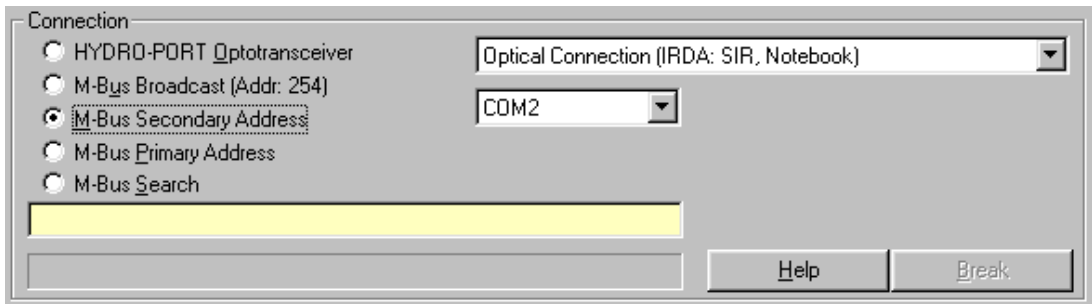 Connection
HYDRO-PORT Optotransceiver
Optical Connection (IRDA: SIR, Notebook)
M-Bus Broadcast (Addr: 254)
COM2
M-Bus Secondary Address
M-Bus Primary Address
M-Bus Search
Help
Break